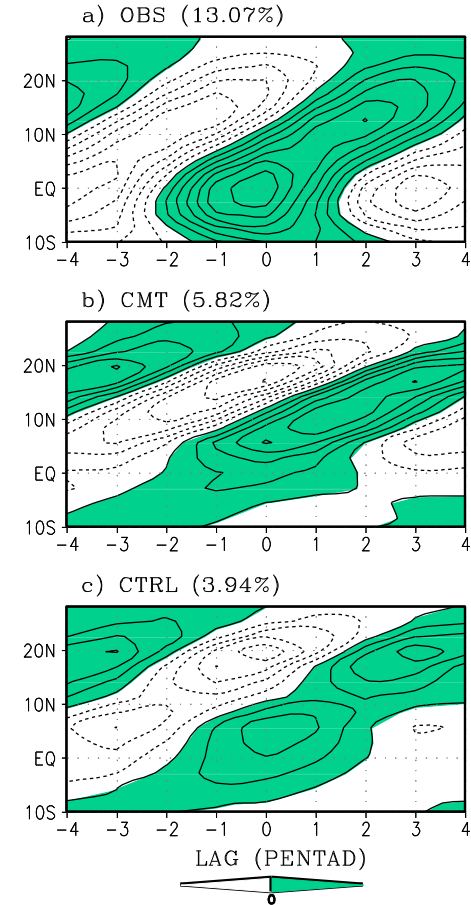 a) OBS (13.07%)
20N
10N
EQ
10S
-4 -3 -2 -1 0 1 2 3 4
b) CMT (5.82%)
20N
10N
EQ
10S
-4 -3 -2 -1 0 1 2 3 4
c) CTRL (3.94%)
20N
10N
EQ
10S
-4 -3 -2 -1 0 1 2 3 4
LAG (PENTAD)
0